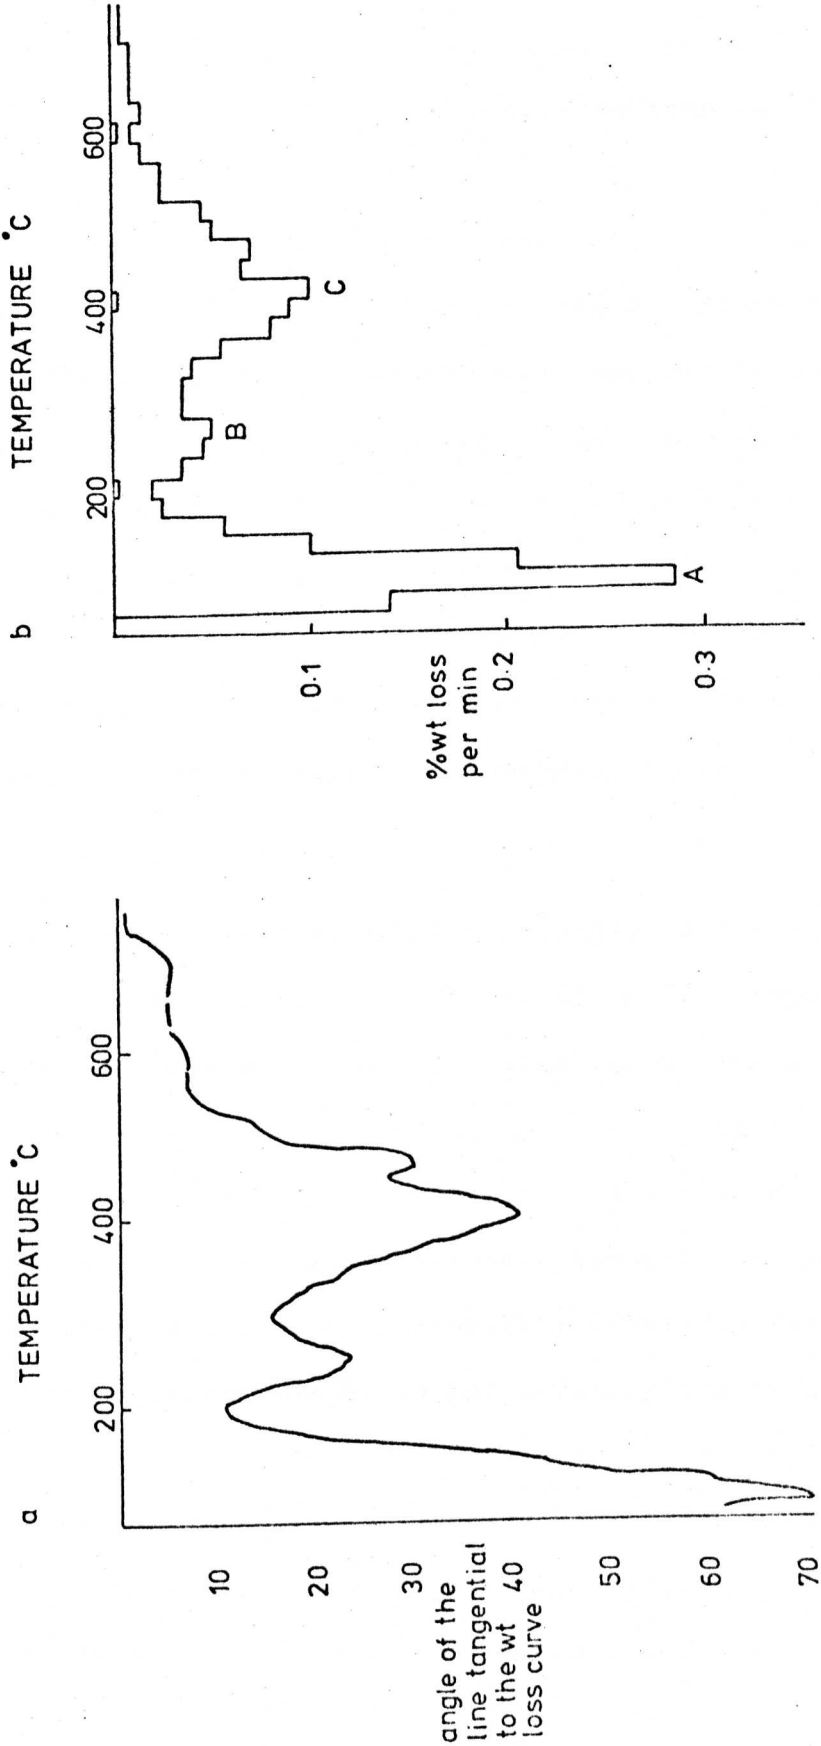 a
TEMPERATURE °C
200
400
600
10
20
30
40
50
60
70
angle of the
line tangential
to the wt
loss curve
b
TEMPERATURE °C
200
400
600
0·1
0·2
0·3
%wt loss
per min
A
B
C